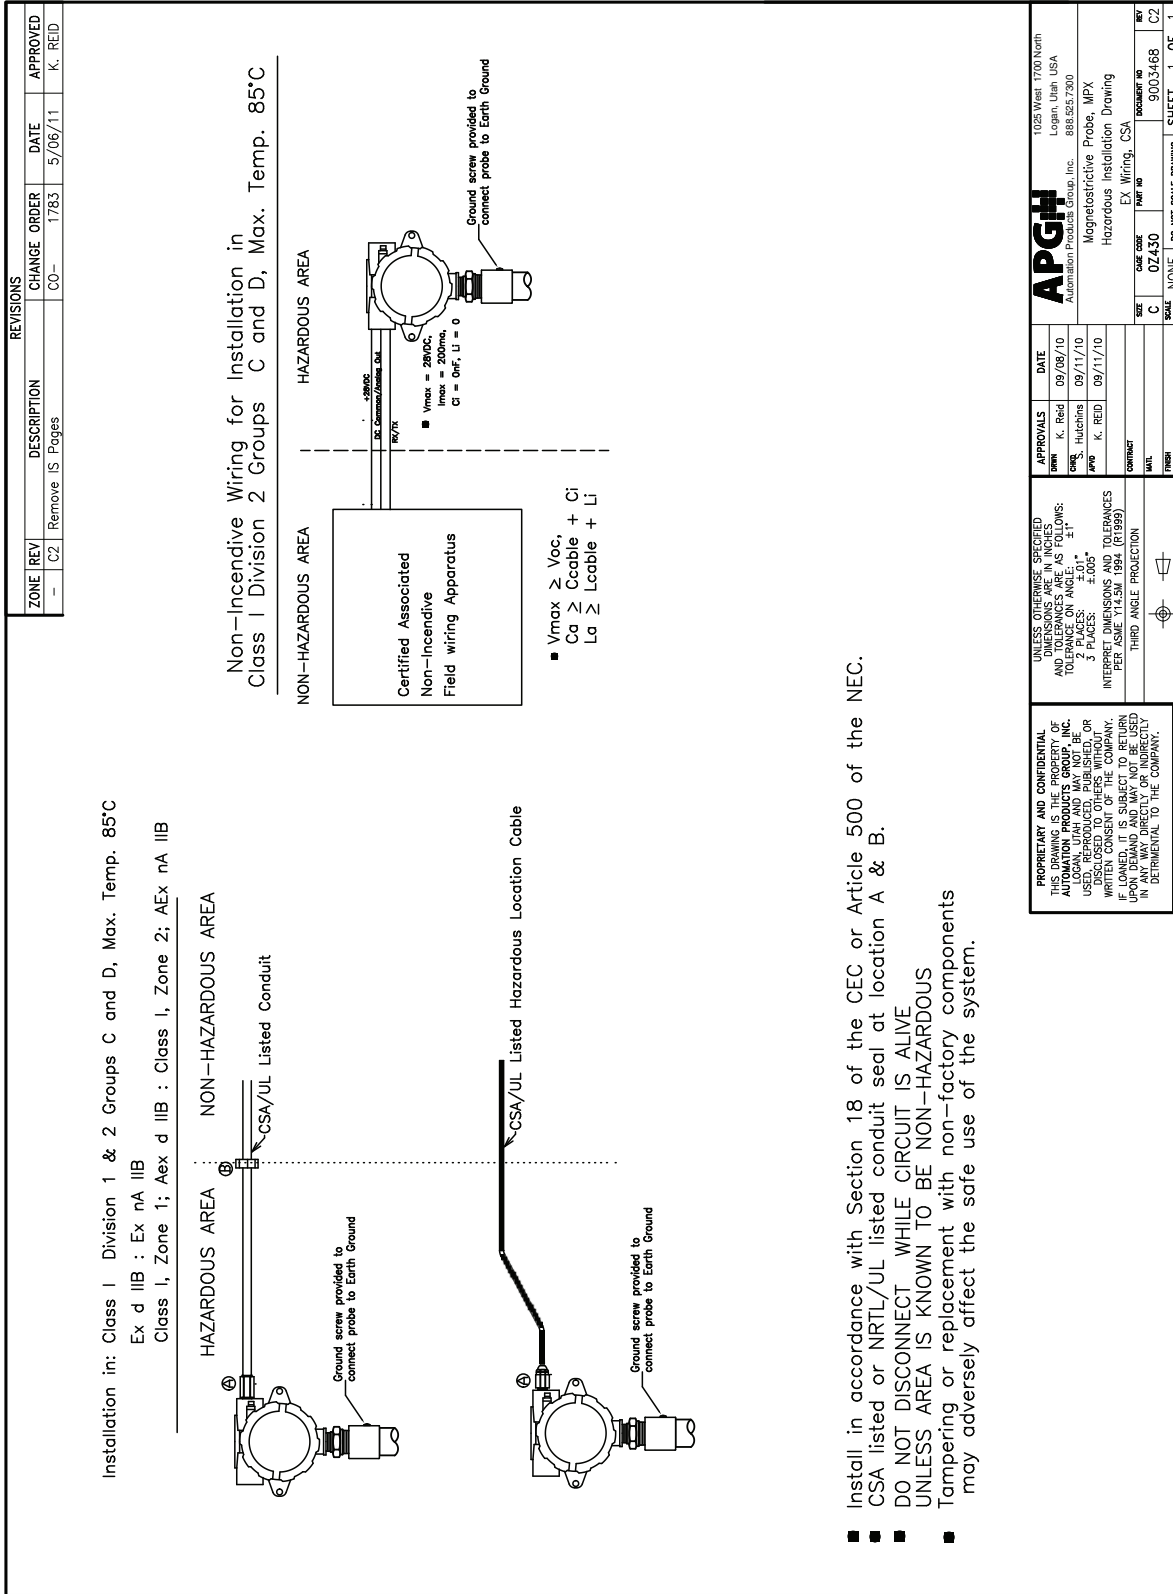 REVISIONS
ZONE REV DESCRIPTION CHANGE ORDER DATE APPROVED
– C2 Remove IS Pages CO– 1783 5/06/11 K. REID
Installation in: Class I Division 1 & 2 Groups C and D, Max. Temp. 85°C
Ex d IIB : Ex nA IIB
Class I, Zone 1; Aex d IIB : Class I, Zone 2; AEx nA IIB
HAZARDOUS AREA NON–HAZARDOUS AREA
A
B
CSA/UL Listed Conduit
Ground screw provided to
connect probe to Earth Ground
A
CSA/UL Listed Hazardous Location Cable
Ground screw provided to
connect probe to Earth Ground
Non–Incendive Wiring for Installation in
Class I Division 2 Groups C and D, Max. Temp. 85°C
NON–HAZARDOUS AREA HAZARDOUS AREA
Certified Associated
Non–Incendive
Field wiring Apparatus
+28VDC
DC Common/Analog Out
RX/TX
■ Vmax = 28VDC,
Imax = 200ma,
Ci = 0nF, Li = 0
Ground screw provided to
connect probe to Earth Ground
■ Vmax ≥ Voc,
Ca ≥ Ccable + Ci
La ≥ Lcable + Li
■ Install in accordance with Section 18 of the CEC or Article 500 of the NEC.
■ CSA listed or NRTL/UL listed conduit seal at location A & B.
■ DO NOT DISCONNECT WHILE CIRCUIT IS ALIVE
UNLESS AREA IS KNOWN TO BE NON–HAZARDOUS
■ Tampering or replacement with non–factory components
may adversely affect the safe use of the system.
PROPRIETARY AND CONFIDENTIAL
THIS DRAWING IS THE PROPERTY OF
AUTOMATION PRODUCTS GROUP, INC.
LOGAN, UTAH AND MAY NOT BE
USED, REPRODUCED, PUBLISHED, OR
DISCLOSED TO OTHERS WITHOUT
WRITTEN CONSENT OF THE COMPANY.
IF LOANED, IT IS SUBJECT TO RETURN
UPON DEMAND AND MAY NOT BE USED
IN ANY WAY DIRECTLY OR INDIRECTLY
DETRIMENTAL TO THE COMPANY.
UNLESS OTHERWISE SPECIFIED
DIMENSIONS ARE IN INCHES
AND TOLERANCES ARE AS FOLLOWS:
TOLERANCE ON ANGLE: ±1°
2 PLACES: ±.01"
3 PLACES: ±.005"
INTERPRET DIMENSIONS AND TOLERANCES
PER ASME Y14.5M 1994 (R1999)
THIRD ANGLE PROJECTION
APPROVALS DATE
DRWN K. Reid 09/08/10
CHKD S. Hutchins 09/11/10
APVD K. REID 09/11/10
CONTRACT
MATL
FINISH
APG
Automation Products Group, Inc.
1025 West 1700 North
Logan, Utah USA
888.525.7300
Magnetostrictive Probe, MPX
Hazardous Installation Drawing
EX Wiring, CSA
SIZE C
CAGE CODE 0Z430
PART NO
DOCUMENT NO 9003468
REV C2
SCALE NONE
SHEET 1 OF 1